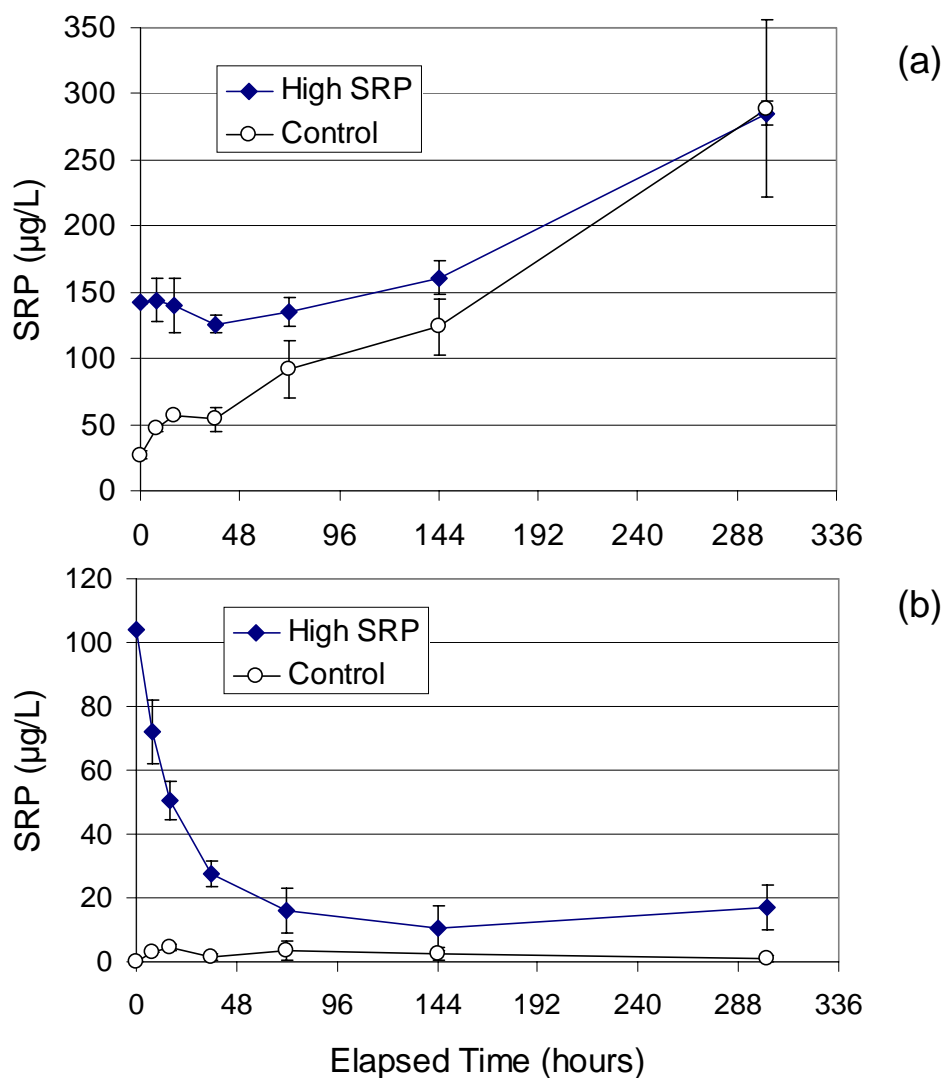 (a)
350
300
250
200
150
100
50
0
SRP (µg/L)
High SRP
Control
0 48 96 144 192 240 288 336
(b)
120
100
80
60
40
20
0
SRP (µg/L)
High SRP
Control
0 48 96 144 192 240 288 336
Elapsed Time (hours)